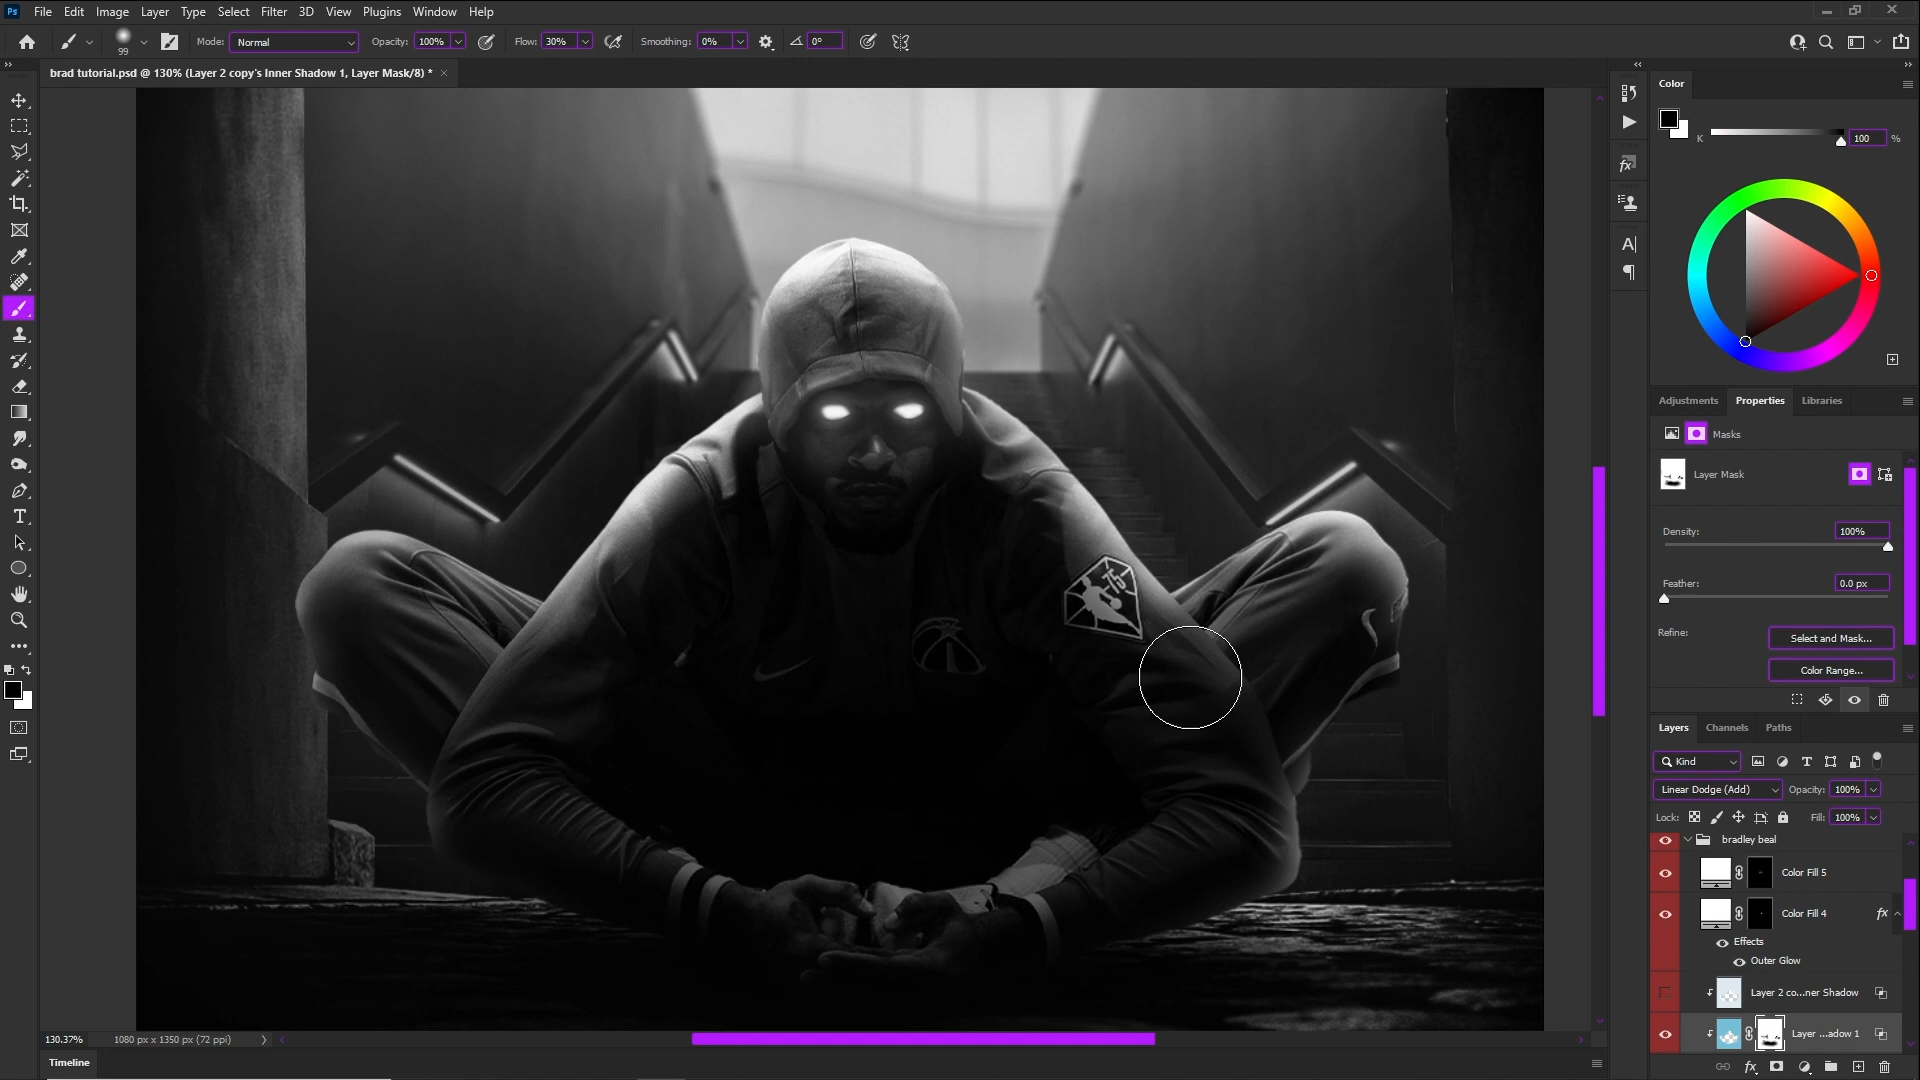 Ps File Edit Image Layer Type Select Filter 3D View Plugins Window Help
99 Mode: Normal Opacity: 100% Flow: 30% Smoothing: 0% 0°
brad tutorial.psd @ 130% (Layer 2 copy's Inner Shadow 1, Layer Mask/8) *
Color
K 100 %
Adjustments Properties Libraries
Masks
Layer Mask
Density: 100%
Feather: 0.0 px
Refine: Select and Mask...
Color Range...
Layers Channels Paths
Kind
Linear Dodge (Add) Opacity: 100%
Lock: Fill: 100%
bradley beal
Color Fill 5
Color Fill 4 fx
Effects
Outer Glow
Layer 2 co...ner Shadow
Layer ...adow 1
75
130.37% 1080 px x 1350 px (72 ppi)
Timeline